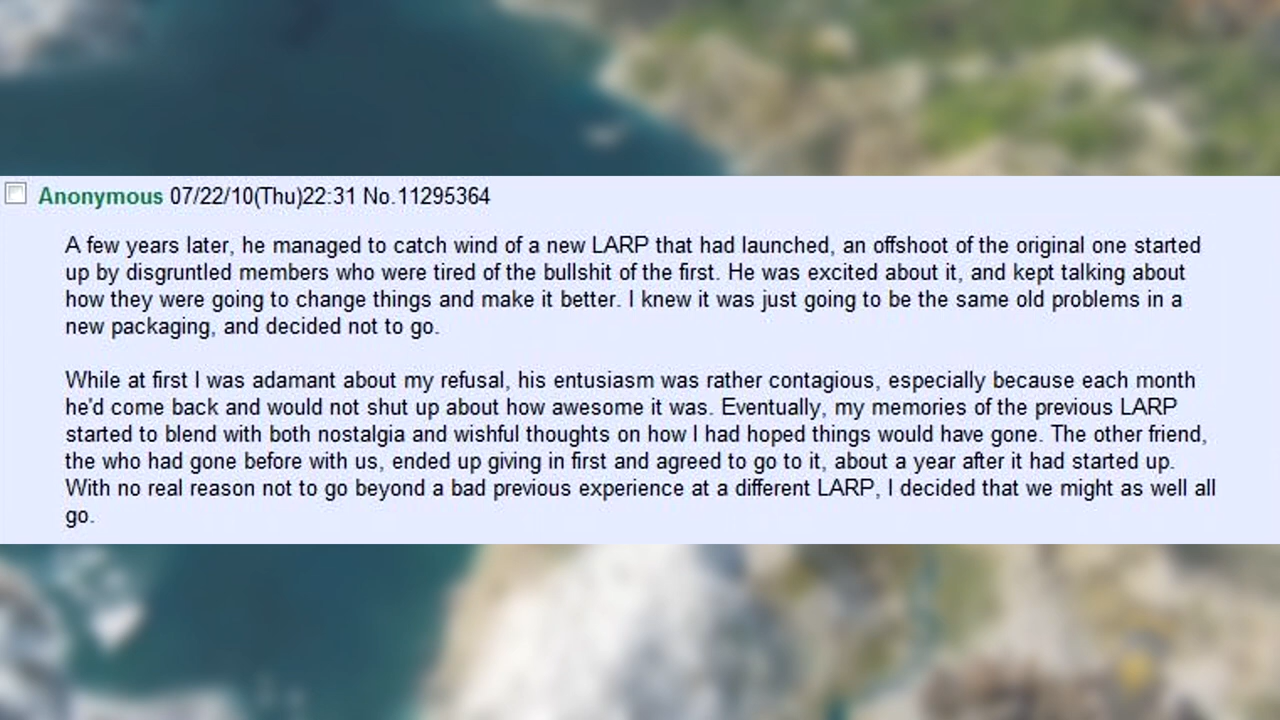 Anonymous 07/22/10(Thu)22:31 No.11295364
A few years later, he managed to catch wind of a new LARP that had launched, an offshoot of the original one started
up by disgruntled members who were tired of the bullshit of the first. He was excited about it, and kept talking about
how they were going to change things and make it better. I knew it was just going to be the same old problems in a
new packaging, and decided not to go.
While at first I was adamant about my refusal, his entusiasm was rather contagious, especially because each month
he'd come back and would not shut up about how awesome it was. Eventually, my memories of the previous LARP
started to blend with both nostalgia and wishful thoughts on how I had hoped things would have gone. The other friend,
the who had gone before with us, ended up giving in first and agreed to go to it, about a year after it had started up.
With no real reason not to go beyond a bad previous experience at a different LARP, I decided that we might as well all
go.